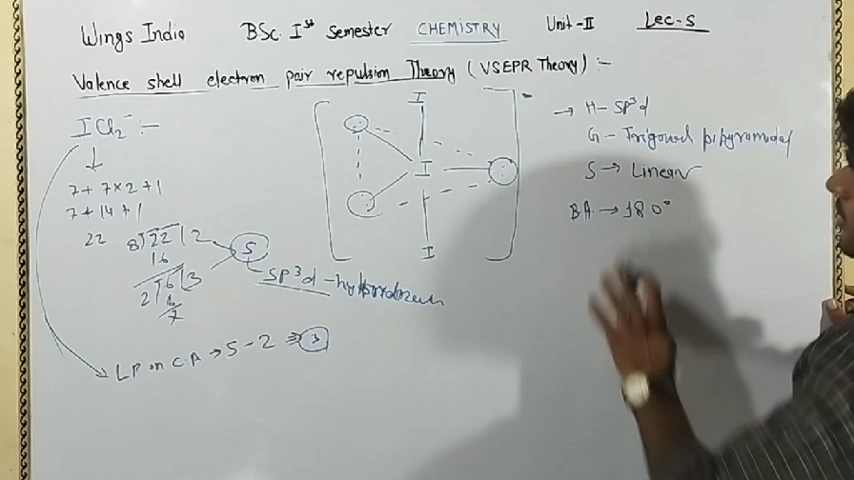 Wings India BSc. Ist Semester CHEMISTRY Unit-II Lec-5
Valence shell electron pair repulsion Theory (VSEPR Theory) :-
ICl2- :-
7 + 7×2 + 1
7 + 14 + 1
22
8 22 2
16
2 6 3
6
5
SP3d - hybridization
LP on C.A → 5 - 2 ⇒ 3
I
I
I
-
→ H - SP3d
G - Trigonal bipyramidal
S → Linear
BA → 180°